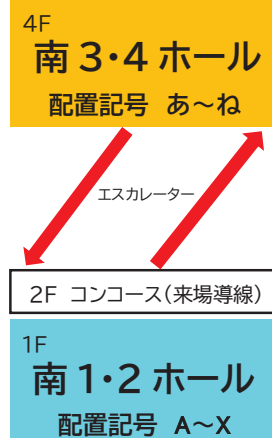 4F
南3・4ホール
配置記号 あ～ね
エスカレーター
2F コンコース(来場導線)
1F
南1・2ホール
配置記号 A～X